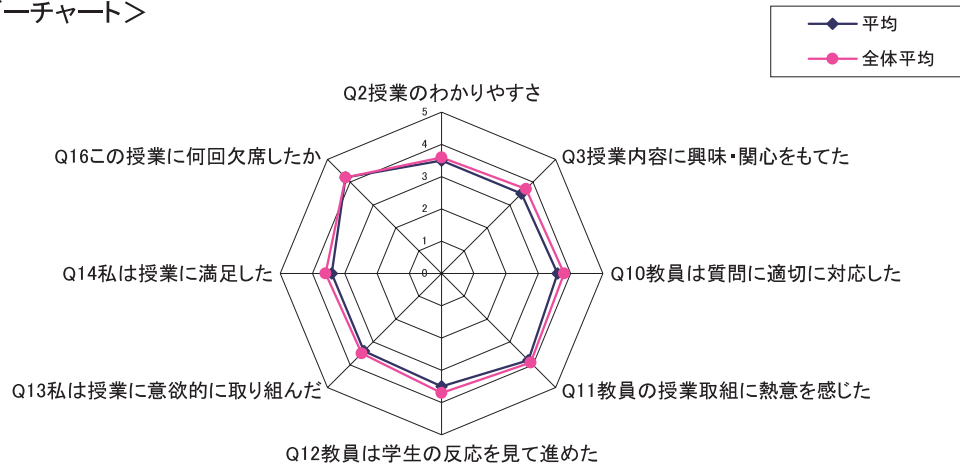 ーチャート＞
平均
全体平均
Q2授業のわかりやすさ
Q3授業内容に興味・関心をもてた
Q10教員は質問に適切に対応した
Q11教員の授業取組に熱意を感じた
Q12教員は学生の反応を見て進めた
Q13私は授業に意欲的に取り組んだ
Q14私は授業に満足した
Q16この授業に何回欠席したか
5
4
3
2
1
0